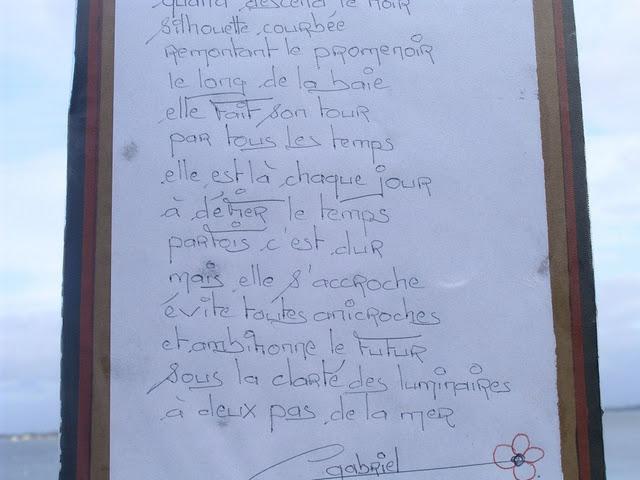 quand descend le noir
silhouette courbée
remontant le promenoir
le long de la baie
elle fait son tour
par tous les temps
elle est là chaque jour
à défier le temps
parfois c'est dur
mais elle s'accroche
évite toutes anicroches
et ambitionne le futur
sous la clarté des luminaires
à deux pas de la mer
gabriel